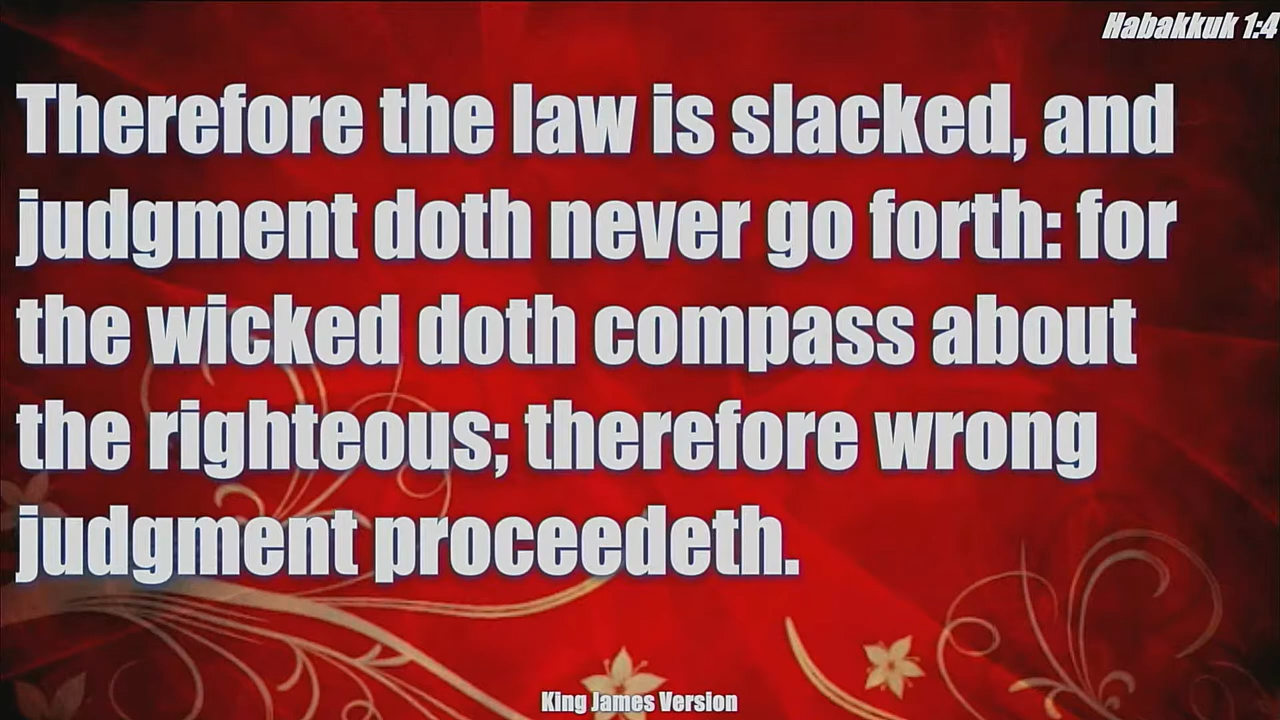 Habakkuk 1:4
Therefore the law is slacked, and
judgment doth never go forth: for
the wicked doth compass about
the righteous; therefore wrong
judgment proceedeth.
King James Version